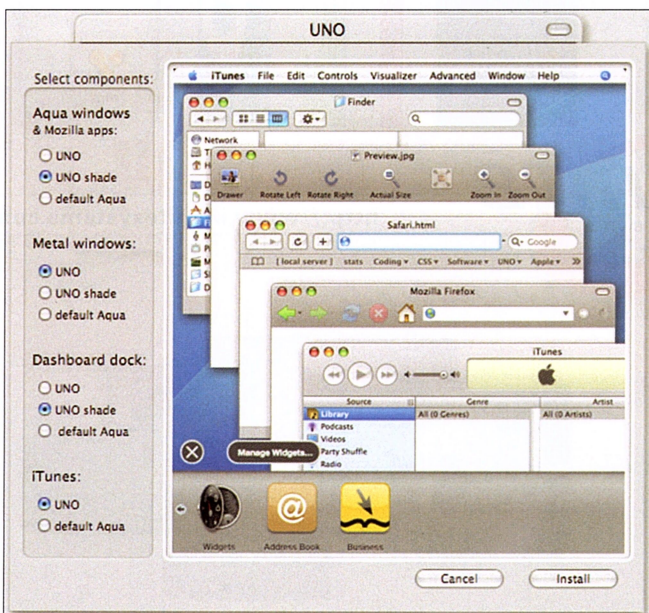 UNO
Select components:
Aqua windows
& Mozilla apps:
UNO
UNO shade
default Aqua
Metal windows:
UNO
UNO shade
default Aqua
Dashboard dock:
UNO
UNO shade
default Aqua
iTunes:
UNO
default Aqua
iTunes File Edit Controls Visualizer Advanced Window Help
Finder
Network
Preview.jpg
Drawer Rotate Left Rotate Right Actual Size Zoom In Zoom Out
Safari.html
Google
[local server] stats Coding CSS Software UNO Apple
Mozilla Firefox
iTunes
Source Genre Artist
Library All (0 Genres) All (0 Artists)
Podcasts
Videos
Party Shuffle
Radio
Manage Widgets...
Widgets Address Book Business
Cancel Install